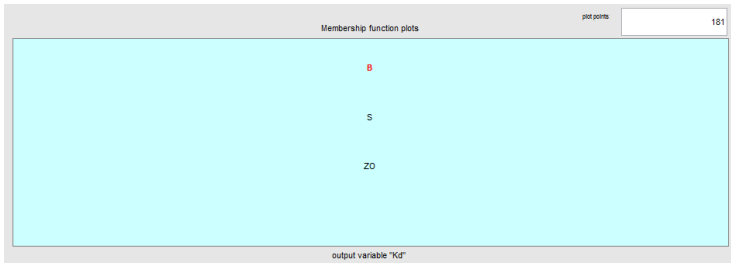 plot points
181
Membership function plots
B
S
ZO
output variable "Kd"